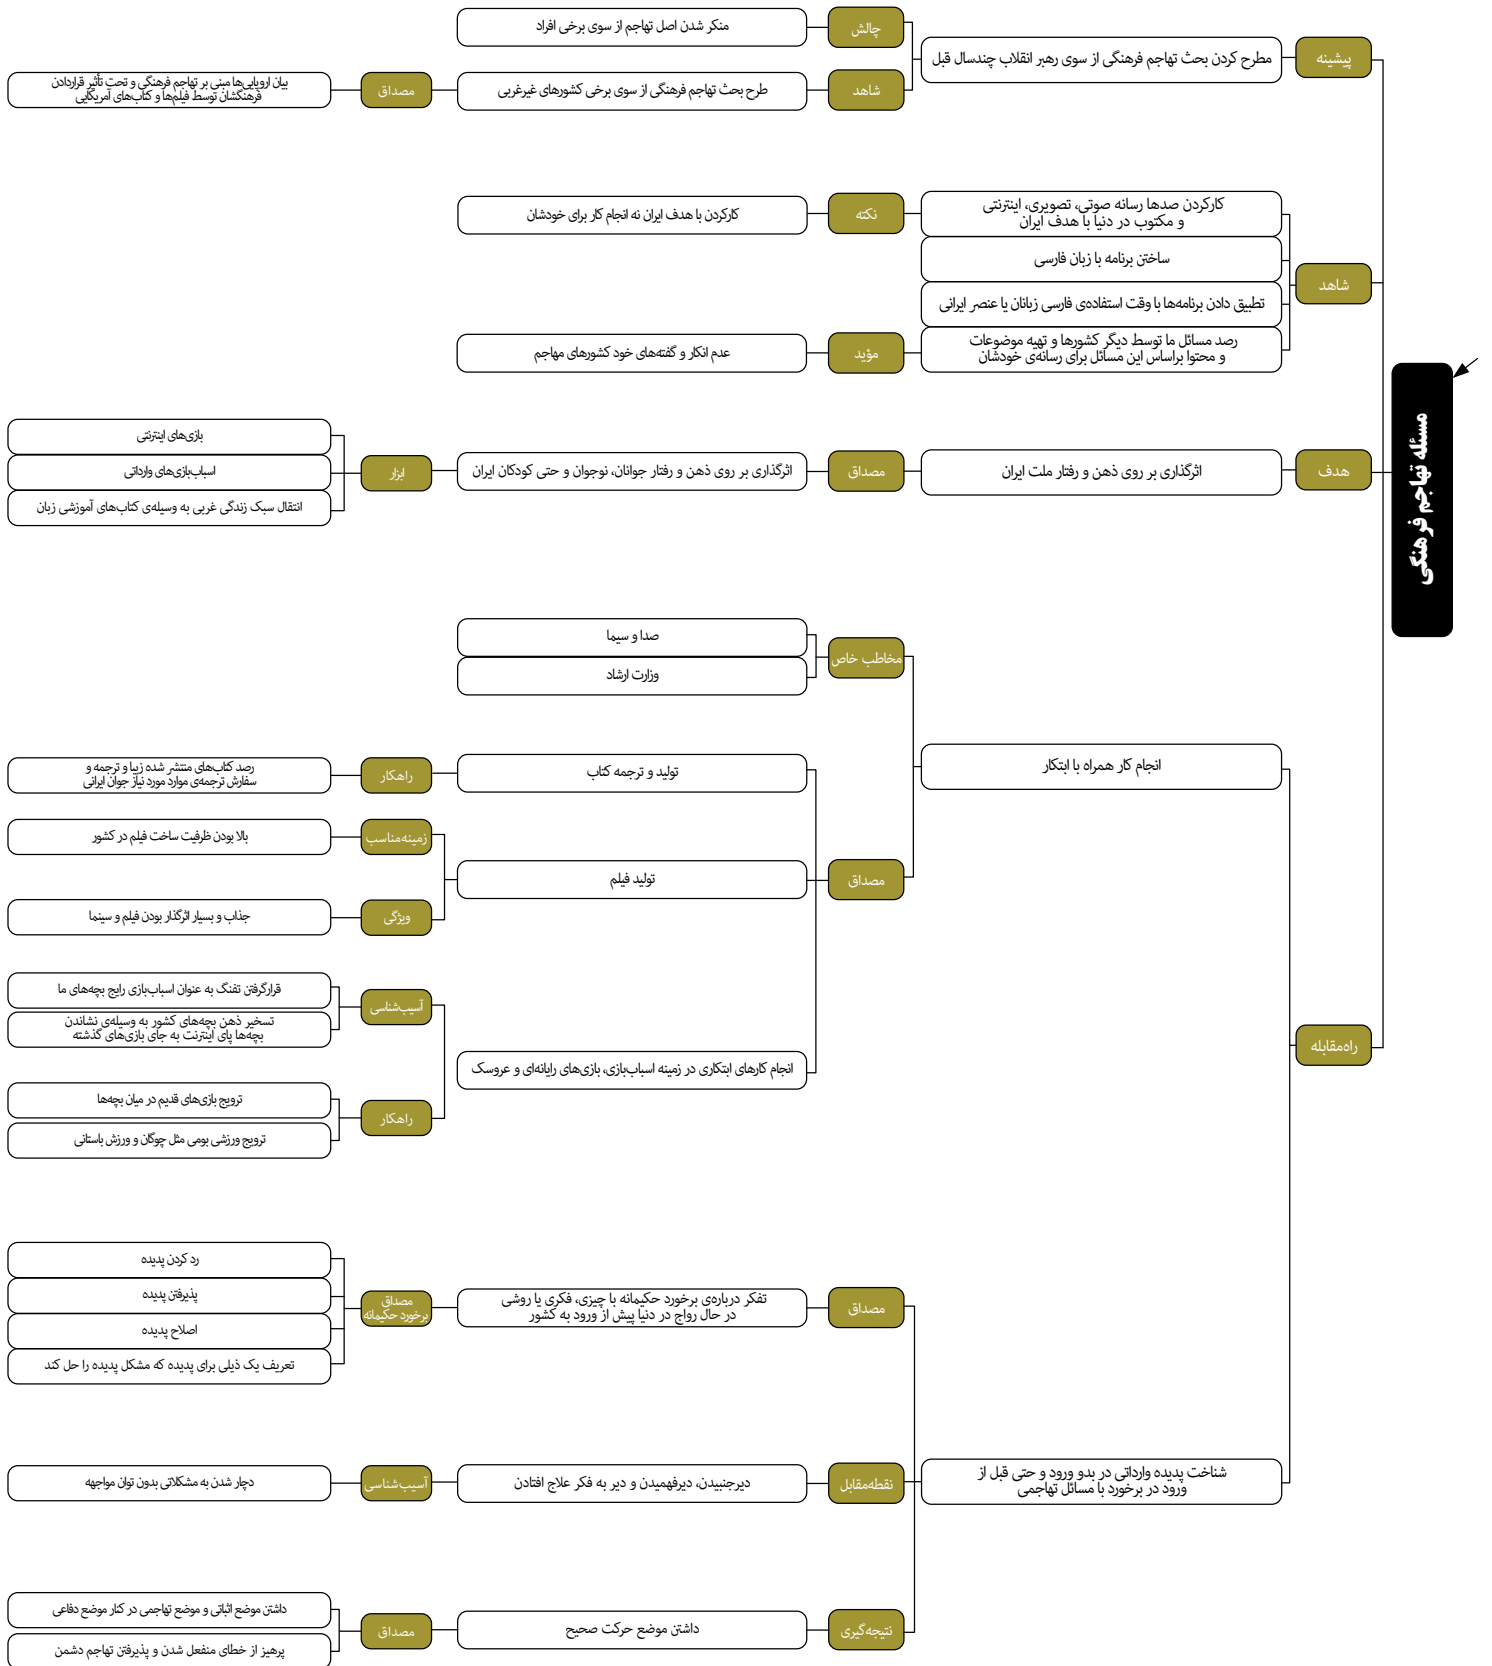 مسئله تهاجم فرهنگی
پیشینه
مطرح کردن بحث تهاجم فرهنگی از سوی رهبر انقلاب چندسال قبل
چالش
منکر شدن اصل تهاجم از سوی برخی افراد
شاهد
طرح بحث تهاجم فرهنگی از سوی برخی کشورهای غیرغربی
مصداق
بیان اروپایی‌ها مبنی بر تهاجم فرهنگی و تحت تأثیر قراردادن
فرهنگشان توسط فیلم‌ها و کتاب‌های آمریکایی
شاهد
کارکردن صدها رسانه صوتی، تصویری، اینترنتی
و مکتوب در دنیا با هدف ایران
نکته
کارکردن با هدف ایران نه انجام کار برای خودشان
ساختن برنامه با زبان فارسی
تطبیق دادن برنامه‌ها با وقت استفاده‌ی فارسی زبانان یا عنصر ایرانی
رصد مسائل ما توسط دیگر کشورها و تهیه موضوعات
و محتوا براساس این مسائل برای رسانه‌ی خودشان
مؤید
عدم انکار و گفته‌های خود کشورهای مهاجم
هدف
اثرگذاری بر روی ذهن و رفتار ملت ایران
مصداق
اثرگذاری بر روی ذهن و رفتار جوانان، نوجوان و حتی کودکان ایران
ابزار
بازی‌های اینترنتی
اسباب‌بازی‌های وارداتی
انتقال سبک زندگی غربی به وسیله‌ی کتاب‌های آموزشی زبان
راه‌مقابله
انجام کار همراه با ابتکار
مخاطب خاص
صدا و سیما
وزارت ارشاد
مصداق
تولید و ترجمه کتاب
راهکار
رصد کتاب‌های منتشر شده زیبا و ترجمه و
سفارش ترجمه‌ی موارد مورد نیاز جوان ایرانی
تولید فیلم
زمینه‌مناسب
بالا بودن ظرفیت ساخت فیلم در کشور
ویژگی
جذاب و بسیار اثرگذار بودن فیلم و سینما
انجام کارهای ابتکاری در زمینه اسباب‌بازی، بازی‌های رایانه‌ای و عروسک
آسیب‌شناسی
قرارگرفتن تفنگ به عنوان اسباب‌بازی رایج بچه‌های ما
تسخیر ذهن بچه‌های کشور به وسیله‌ی نشاندن
بچه‌ها پای اینترنت به جای بازی‌های گذشته
راهکار
ترویج بازی‌های قدیم در میان بچه‌ها
ترویج ورزشی بومی مثل چوگان و ورزش باستانی
شناخت پدیده وارداتی در بدو ورود و حتی قبل از
ورود در برخورد با مسائل تهاجمی
مصداق
تفکر درباره‌ی برخورد حکیمانه با چیزی، فکری یا روشی
در حال رواج در دنیا پیش از ورود به کشور
مصداق
برخورد حکیمانه
رد کردن پدیده
پذیرفتن پدیده
اصلاح پدیده
تعریف یک ذیلی برای پدیده که مشکل پدیده را حل کند
نقطه‌مقابل
دیرجنبیدن، دیرفهمیدن و دیر به فکر علاج افتادن
آسیب‌شناسی
دچار شدن به مشکلاتی بدون توان مواجهه
نتیجه‌گیری
داشتن موضع حرکت صحیح
مصداق
داشتن موضع اثباتی و موضع تهاجمی در کنار موضع دفاعی
پرهیز از خطای منفعل شدن و پذیرفتن تهاجم دشمن